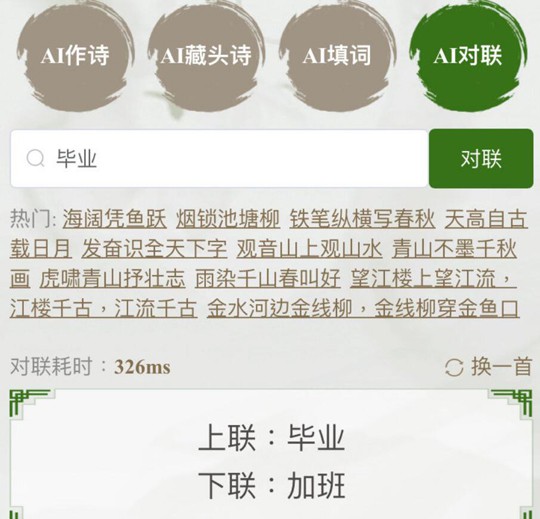 AI作诗 AI藏头诗 AI填词 AI对联
毕业 对联
热门: 海阔凭鱼跃 烟锁池塘柳 铁笔纵横写春秋 天高自古
载日月 发奋识全天下字 观音山上观山水 青山不墨千秋
画 虎啸青山抒壮志 雨染千山春叫好 望江楼上望江流，
江楼千古，江流千古 金水河边金线柳，金线柳穿金鱼口
对联耗时：326ms 换一首
上联：毕业
下联：加班